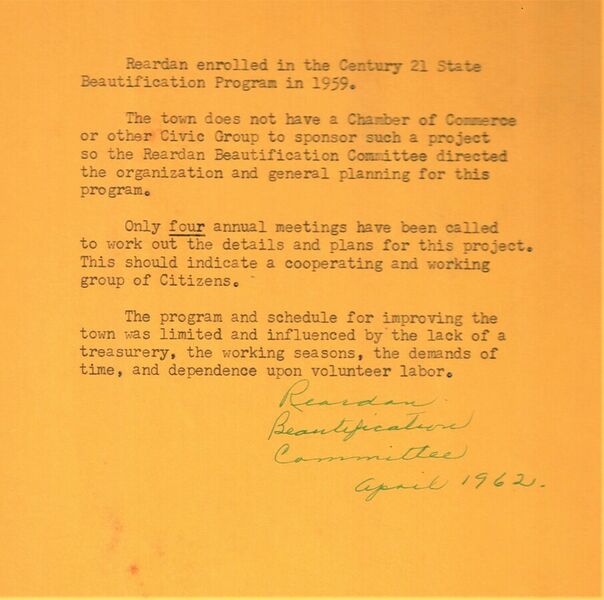 Reardan enrolled in the Century 21 State
Beautification Program in 1959.
The town does not have a Chamber of Commerce
or other Civic Group to sponsor such a project
so the Reardan Beautification Committee directed
the organization and general planning for this
program.
Only four annual meetings have been called
to work out the details and plans for this project.
This should indicate a cooperating and working
group of Citizens.
The program and schedule for improving the
town was limited and influenced by the lack of a
treasurery, the working seasons, the demands of
time, and dependence upon volunteer labor.
Reardan
Beautification
Committee
April 1962.